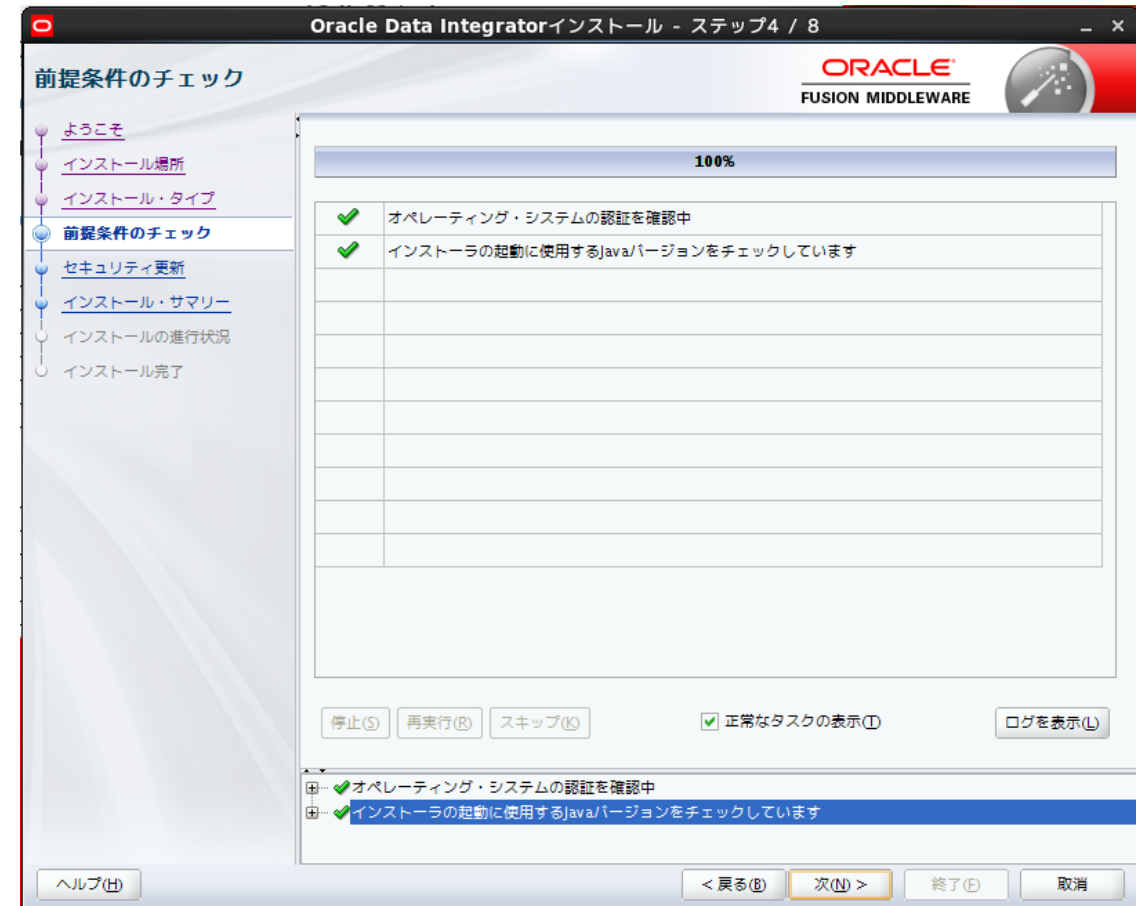 Oracle Data Integratorインストール - ステップ4 / 8
前提条件のチェック
ORACLE
FUSION MIDDLEWARE
ようこそ
インストール場所
インストール・タイプ
前提条件のチェック
セキュリティ更新
インストール・サマリー
インストールの進行状況
インストール完了
100%
オペレーティング・システムの認証を確認中
インストーラの起動に使用するJavaバージョンをチェックしています
停止(S) 再実行(R) スキップ(K) 正常なタスクの表示(T) ログを表示(L)
オペレーティング・システムの認証を確認中
インストーラの起動に使用するJavaバージョンをチェックしています
ヘルプ(H) < 戻る(B) 次(N) > 終了(F) 取消